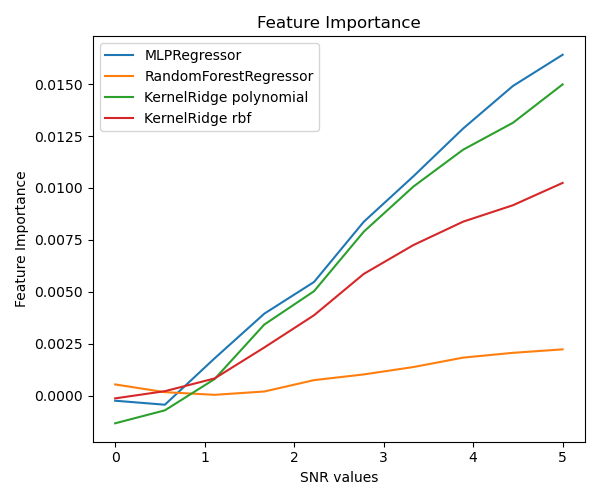 Feature Importance
MLPRegressor
RandomForestRegressor
KernelRidge polynomial
KernelRidge rbf
0.0150
0.0125
0.0100
0.0075
0.0050
0.0025
0.0000
Feature Importance
0 1 2 3 4 5
SNR values